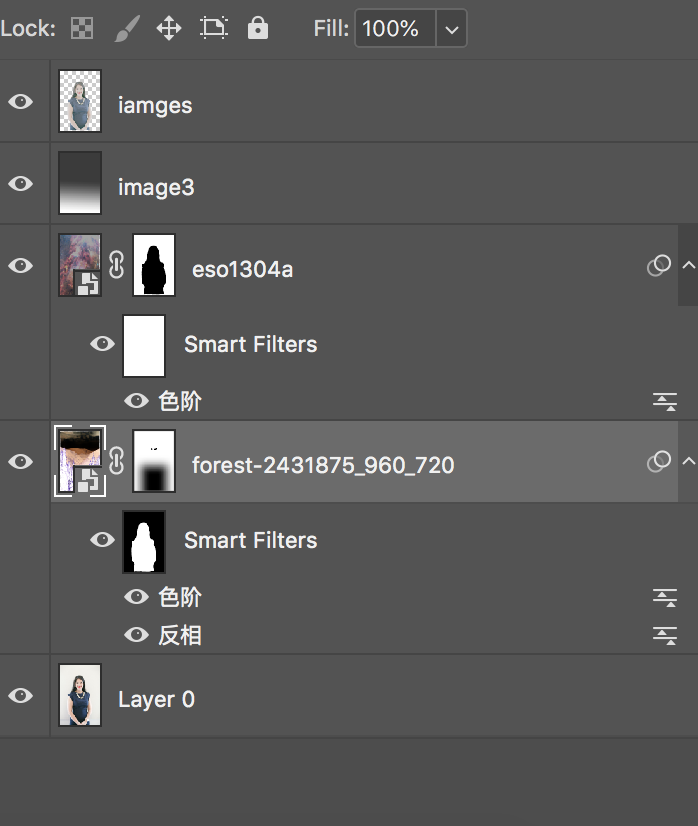 Lock: Fill: 100%
iamges
image3
eso1304a
Smart Filters
色阶
forest-2431875_960_720
Smart Filters
色阶
反相
Layer 0